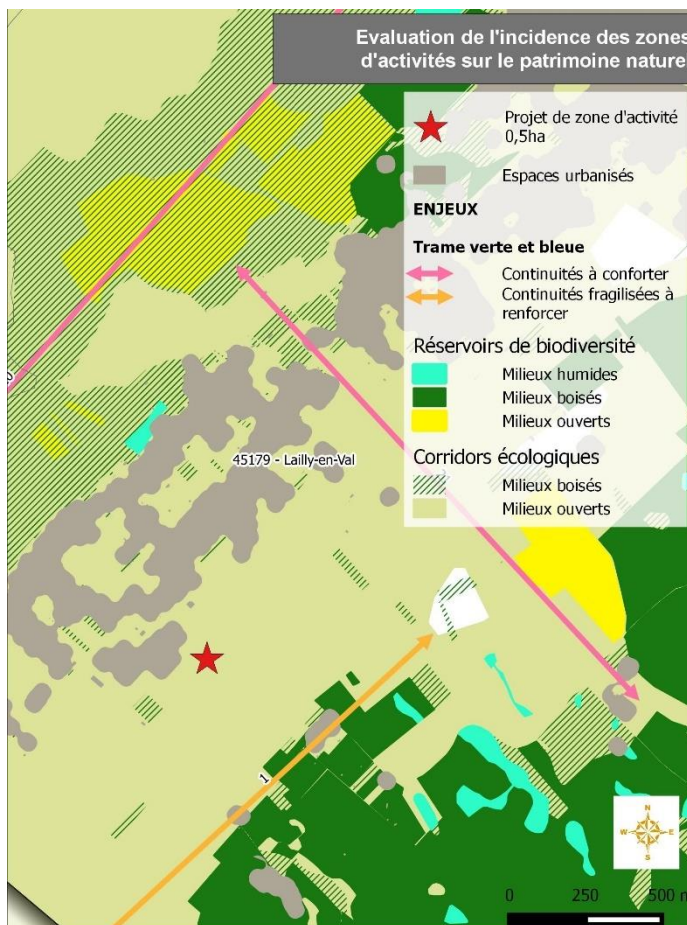 Evaluation de l'incidence des zones
d'activités sur le patrimoine nature
Projet de zone d'activité
0,5ha
Espaces urbanisés
ENJEUX
Trame verte et bleue
Continuités à conforter
Continuités fragilisées à
renforcer
Réservoirs de biodiversité
Milieux humides
Milieux boisés
Milieux ouverts
Corridors écologiques
Milieux boisés
Milieux ouverts
45179 - Lailly-en-Val
1
N
W E
S
0 250 500 m